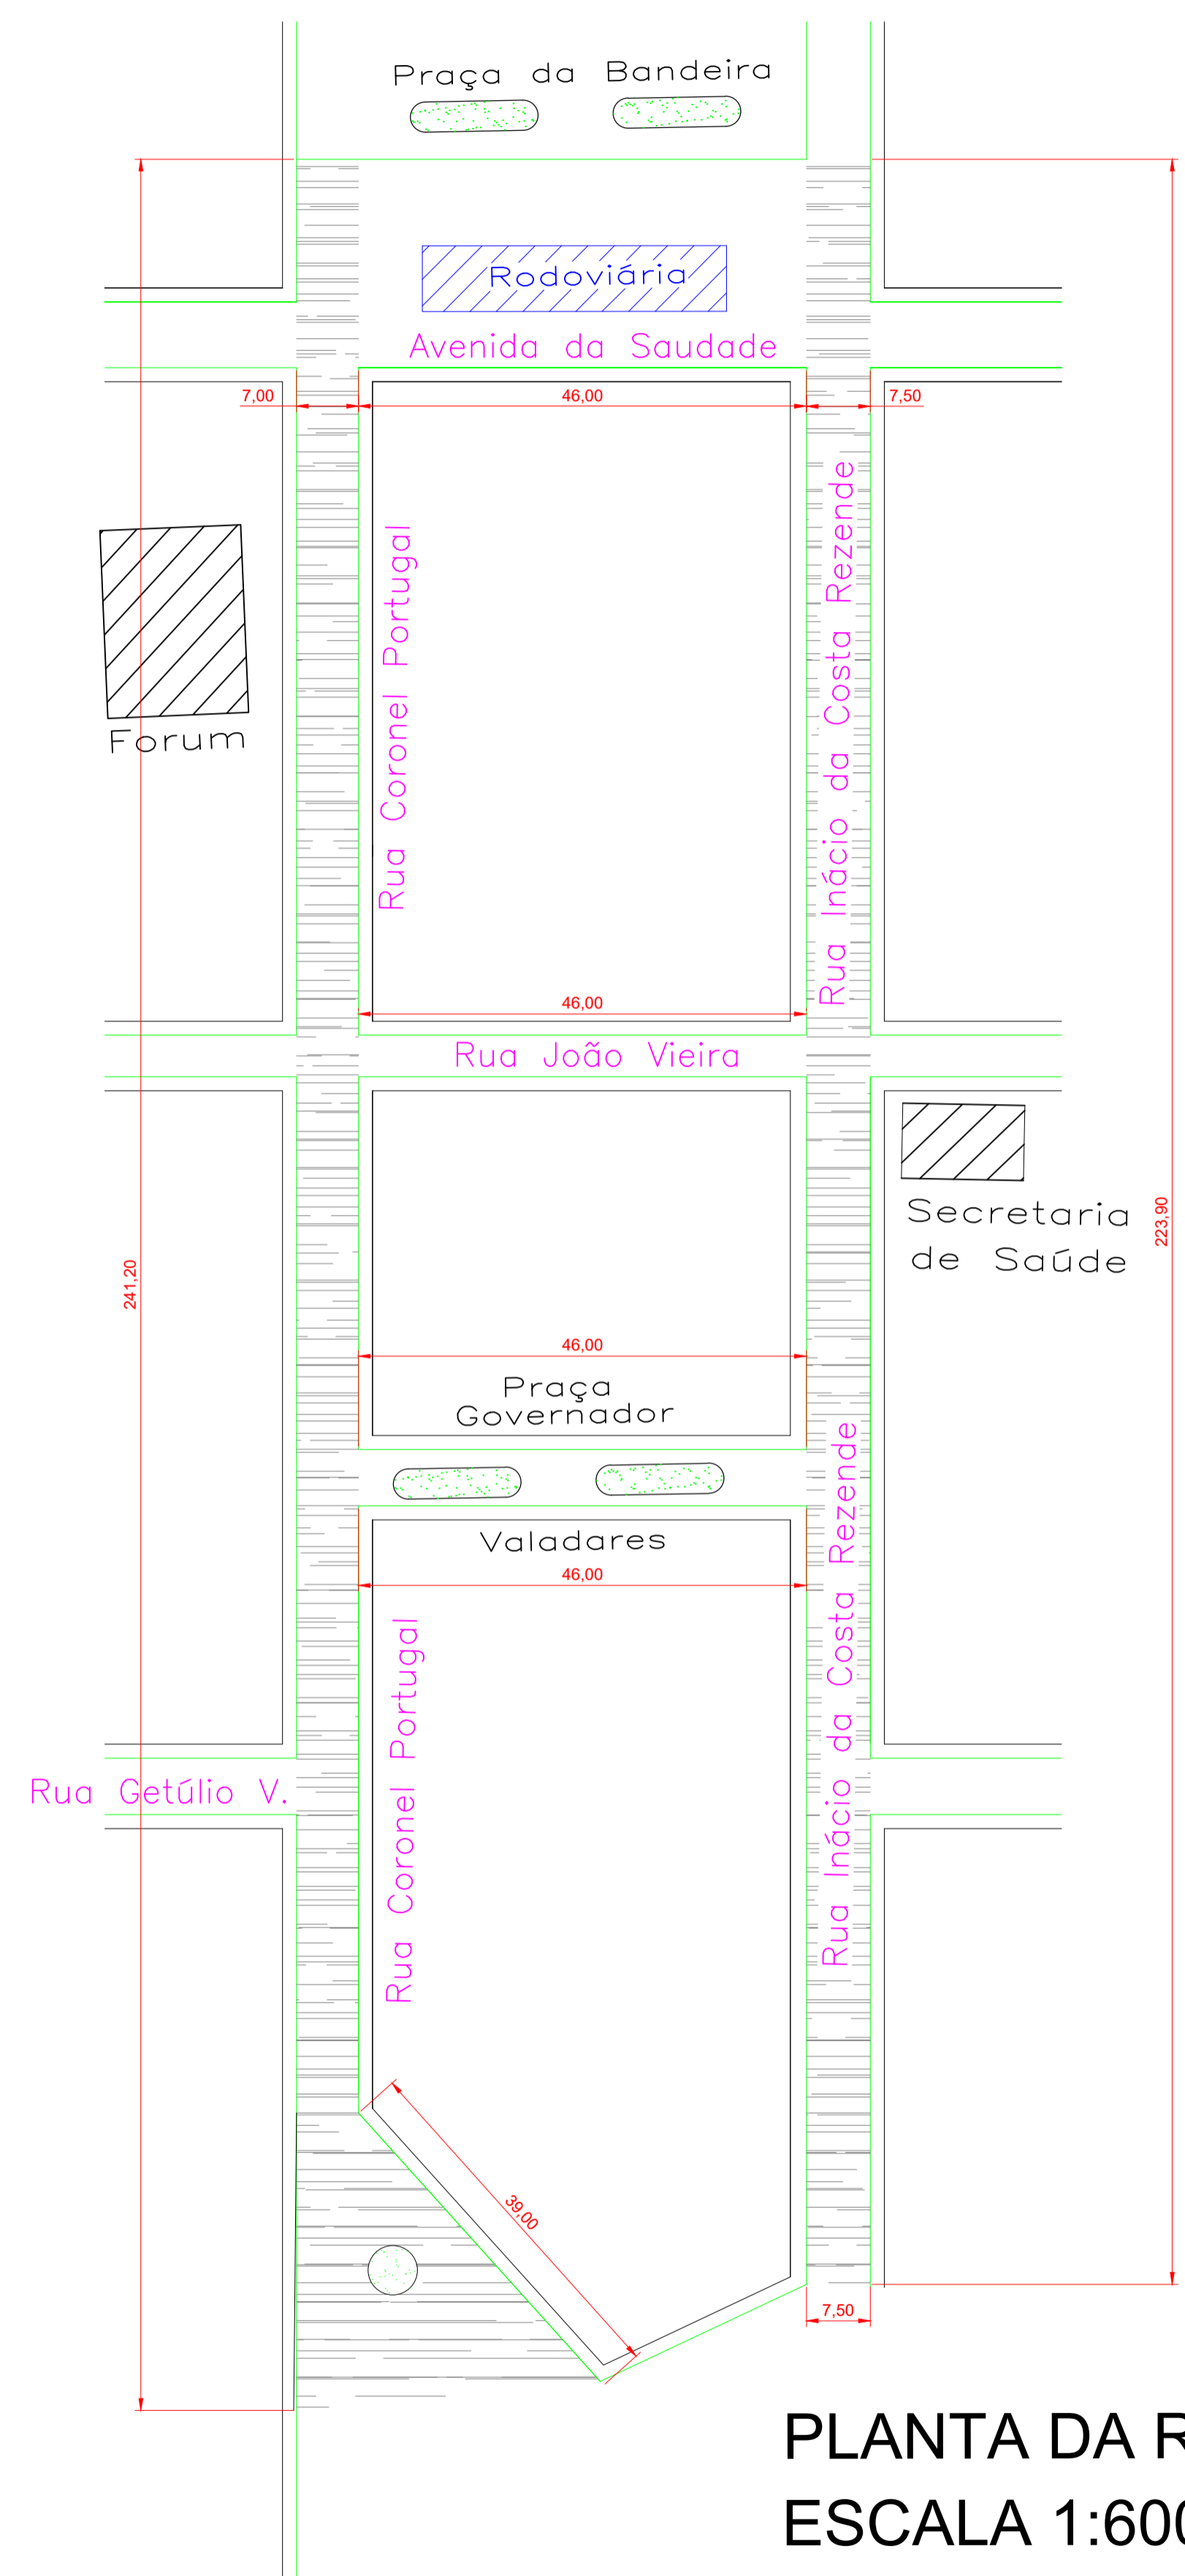 Praça da Bandeira
Rodoviária
Avenida da Saudade
7,00
46,00
7,50
Rua Coronel Portugal
Rua Inácio da Costa Rezende
Forum
46,00
Rua João Vieira
Secretaria
de Saúde
223,90
241,20
46,00
Praça
Governador
Valadares
46,00
Rua Coronel Portugal
Rua Inácio da Costa Rezende
Rua Getúlio V.
39,00
7,50
PLANTA DA
ESCALA 1:600